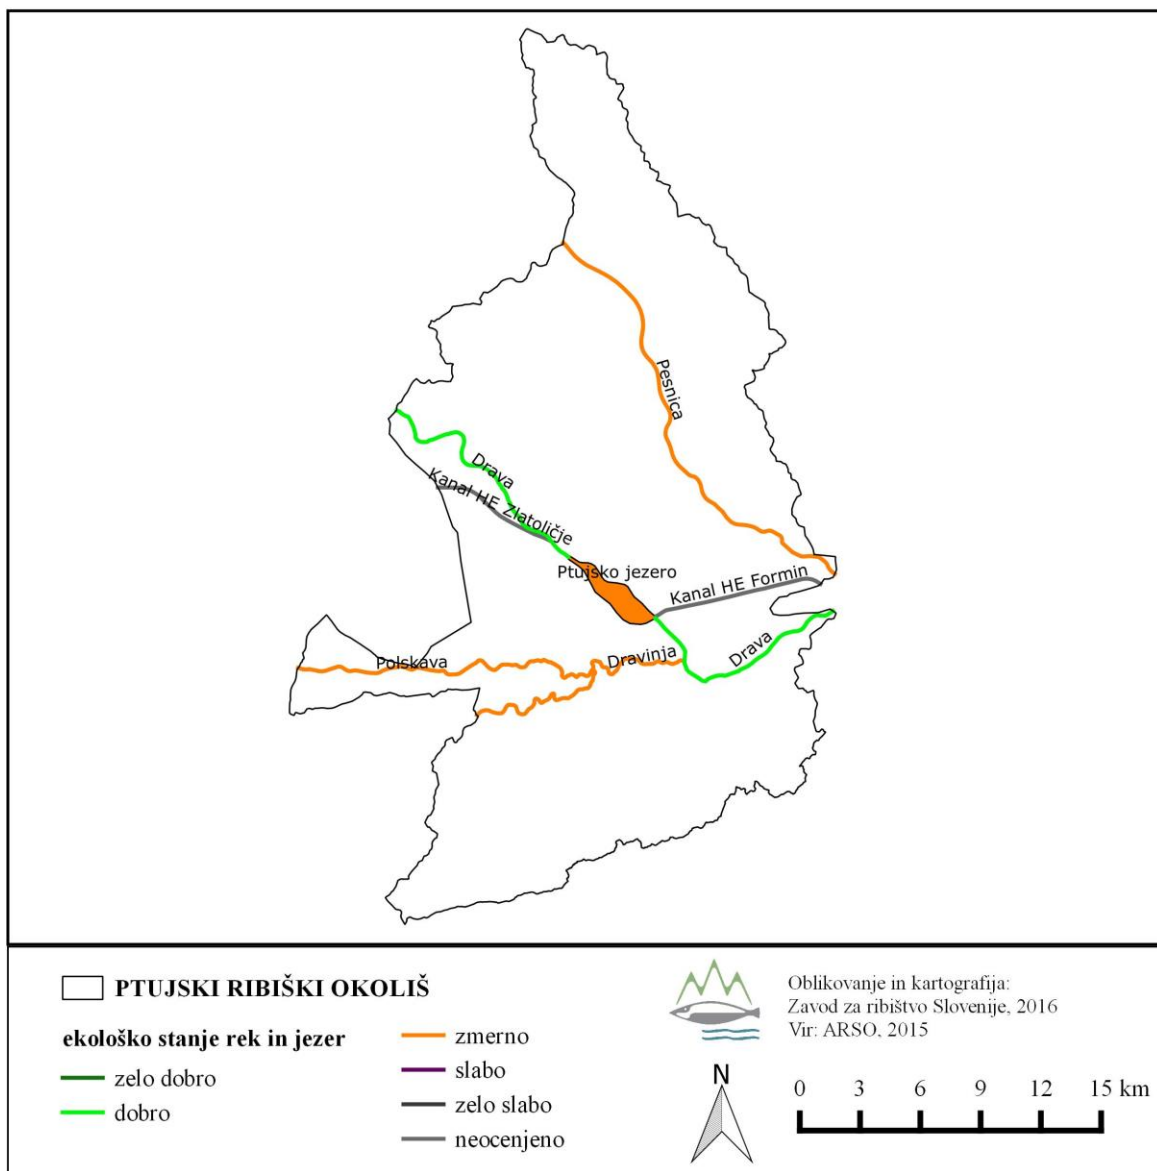 Pesnica
Drava
Kanal HE Zlatoličje
Ptujsko jezero
Kanal HE Formin
Drava
Dravinja
Polskava
PTUJSKI RIBIŠKI OKOLIŠ
ekološko stanje rek in jezer
zelo dobro
dobro
zmerno
slabo
zelo slabo
neocenjeno
Oblikovanje in kartografija:
Zavod za ribištvo Slovenije, 2016
Vir: ARSO, 2015
N
0 3 6 9 12 15 km